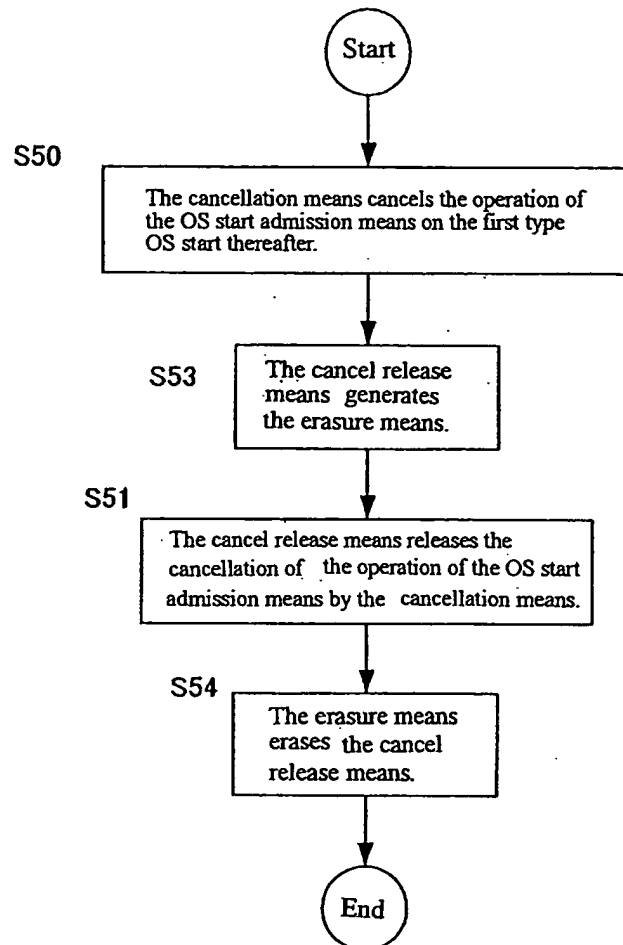 Start
S50
The cancellation means cancels the operation of
the OS start admission means on the first type
OS start thereafter.
S53
The cancel release
means generates
the erasure means.
S51
The cancel release means releases the
cancellation of the operation of the OS start
admission means by the cancellation means.
S54
The erasure means
erases the cancel
release means.
End